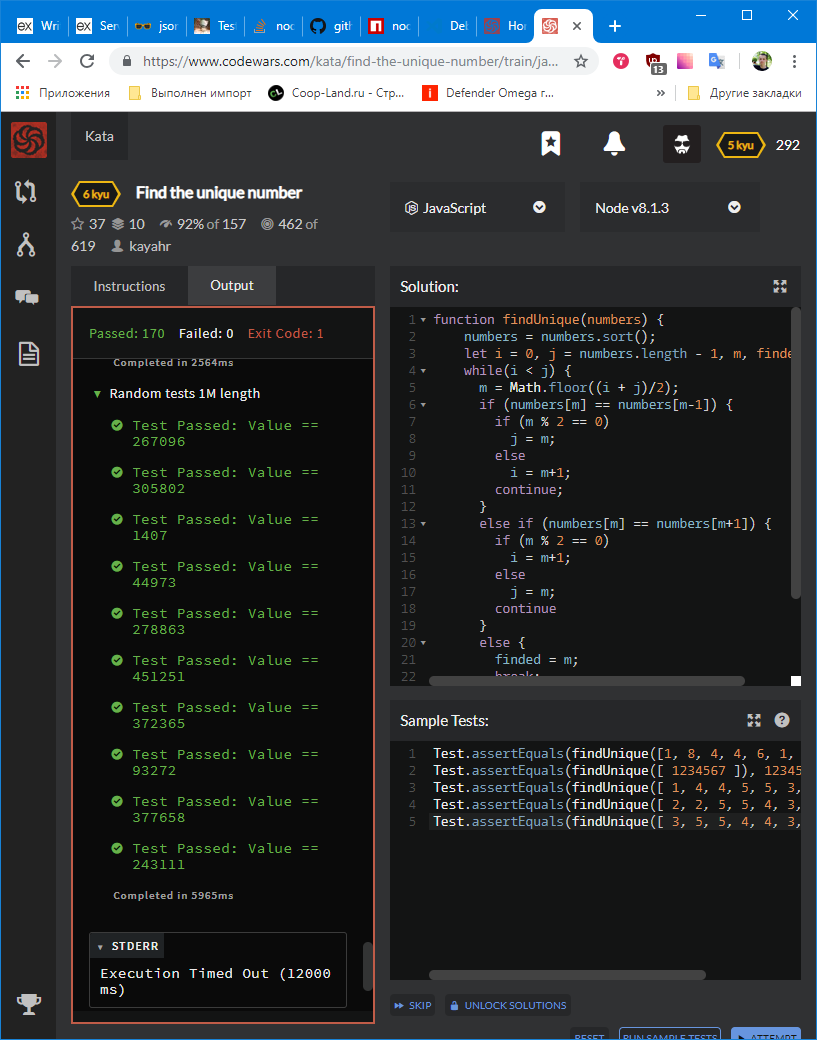 Wri
Ser
json
Test
noc
gith
noc
Deb
Ho
https://www.codewars.com/kata/find-the-unique-number/train/ja...
13
Приложения
Выполнен импорт
Coop-Land.ru - Стр...
Defender Omega г...
»
Другие закладки
Kata
5 kyu
292
6 kyu
Find the unique number
37
10
92% of 157
462 of
619
kayahr
JavaScript
Node v8.1.3
Instructions
Output
Passed: 170
Failed: 0
Exit Code: 1
Completed in 2564ms
Random tests 1M length
Test Passed: Value ==
267096
Test Passed: Value ==
305802
Test Passed: Value ==
1407
Test Passed: Value ==
44973
Test Passed: Value ==
278863
Test Passed: Value ==
451251
Test Passed: Value ==
372365
Test Passed: Value ==
93272
Test Passed: Value ==
377658
Test Passed: Value ==
243111
Completed in 5965ms
STDERR
Execution Timed Out (12000
ms)
Solution:
1 function findUnique(numbers) {
2 numbers = numbers.sort();
3 let i = 0, j = numbers.length - 1, m, finde
4 while(i < j) {
5 m = Math.floor((i + j)/2);
6 if (numbers[m] == numbers[m-1]) {
7 if (m % 2 == 0)
8 j = m;
9 else
10 i = m+1;
11 continue;
12 }
13 else if (numbers[m] == numbers[m+1]) {
14 if (m % 2 == 0)
15 i = m+1;
16 else
17 j = m;
18 continue
19 }
20 else {
21 finded = m;
22 break;
Sample Tests:
1 Test.assertEquals(findUnique([1, 8, 4, 4, 6, 1,
2 Test.assertEquals(findUnique([ 1234567 ]), 12345
3 Test.assertEquals(findUnique([ 1, 4, 4, 5, 5, 3,
4 Test.assertEquals(findUnique([ 2, 2, 5, 5, 4, 3,
5 Test.assertEquals(findUnique([ 3, 5, 5, 4, 4, 3,
SKIP
UNLOCK SOLUTIONS
RESET
RUN SAMPLE TESTS
ATTEMPT